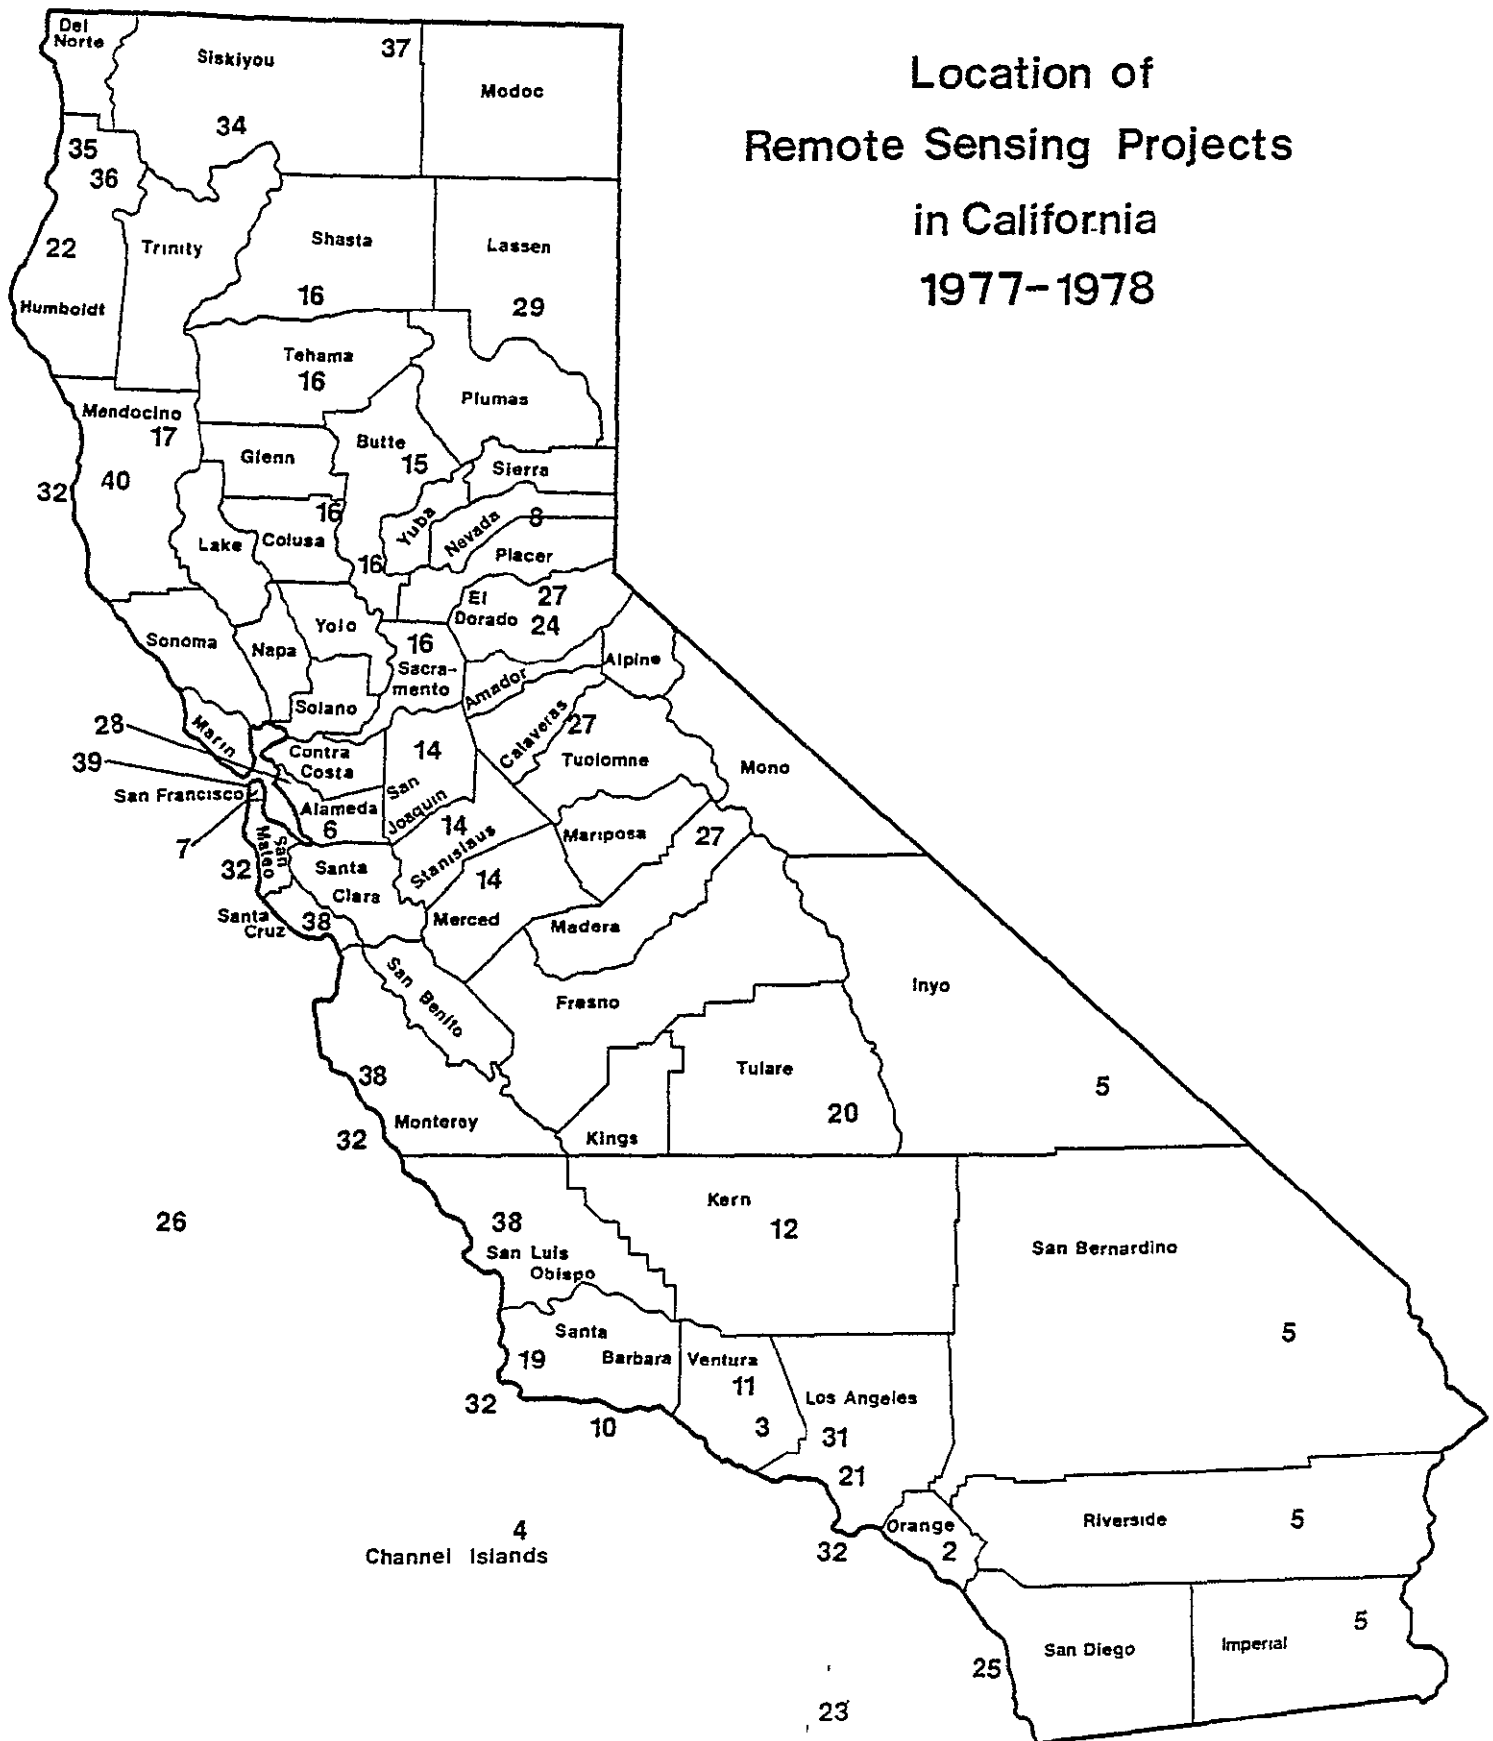 Location of
Remote Sensing Projects
in California
1977-1978
Del
Norte
Siskiyou
37
Modoc
34
35
36
22
Trinity
Shasta
Lassen
16
29
Humboldt
Tehama
16
Plumas
Mendocino
17
Glenn
Butte
15
Sierra
40
32
16
Yuba
Nevada
8
Lake
Colusa
16
Placer
El
Dorado
27
24
Sonoma
Napa
Yolo
16
Sacra-
mento
Alpine
Amador
Solano
Marin
28
Contra
Costa
14
Calaveras
27
Tuolomne
Mono
39
San Francisco
Alameda
San
Joaquin
6
7
14
Stanislaus
Mariposa
27
San
Mateo
32
Santa
Clara
14
Merced
Santa
Cruz
38
Madera
San Benito
Fresno
Inyo
38
Tulare
5
Monterey
32
Kings
20
26
38
San Luis
Obispo
Kern
12
San Bernardino
5
Santa
Barbara
19
32
10
Ventura
11
3
Los Angeles
31
21
4
Channel Islands
32
Orange
2
Riverside
5
25
San Diego
Imperial
5
23